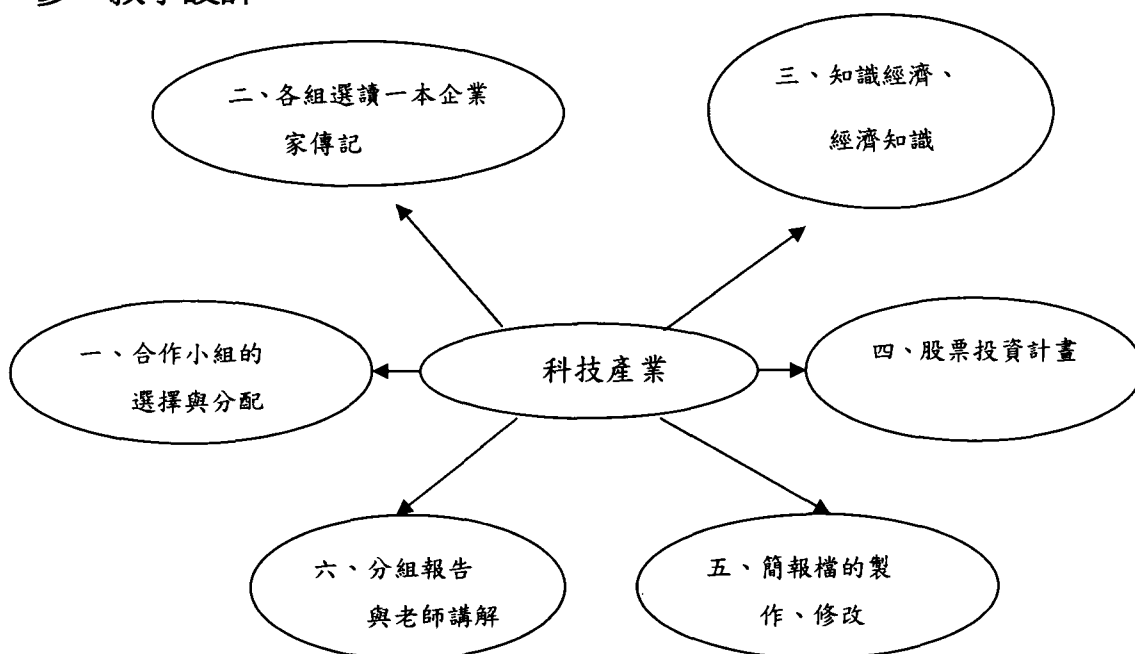 二、各組選讀一本企業
家傳記
三、知識經濟、
經濟知識
一、合作小組的
選擇與分配
科技產業
四、股票投資計畫
六、分組報告
與老師講解
五、簡報檔的製
作、修改